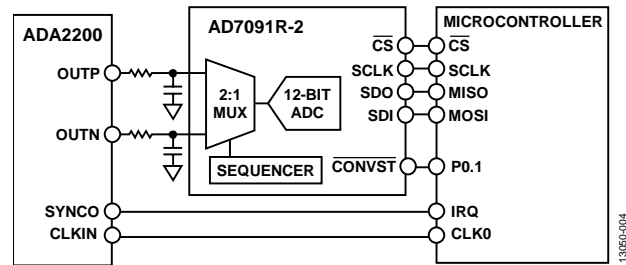 ADA2200
OUTP
OUTN
SYNCO
CLKIN
AD7091R-2
2:1
MUX
12-BIT
ADC
SEQUENCER
CS
SCLK
SDO
SDI
CONVST
MICROCONTROLLER
CS
SCLK
MISO
MOSI
P0.1
IRQ
CLK0
13050-004